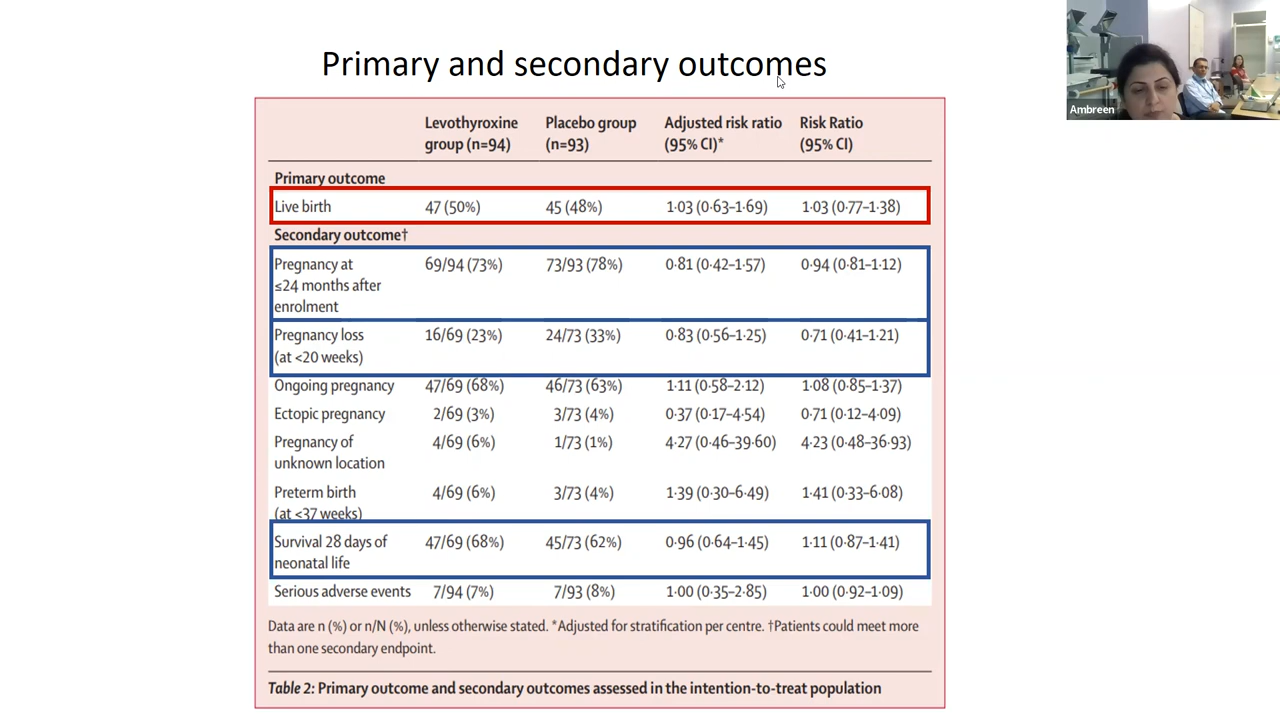 Primary and secondary outcomes
Ambreen
Levothyroxine Placebo group Adjusted risk ratio Risk Ratio
group (n=94) (n=93) (95% CI)* (95% CI)
Primary outcome
Live birth 47 (50%) 45 (48%) 1·03 (0·63–1·69) 1·03 (0·77–1·38)
Secondary outcome†
Pregnancy at 69/94 (73%) 73/93 (78%) 0·81 (0·42–1·57) 0·94 (0·81–1·12)
≤24 months after
enrolment
Pregnancy loss 16/69 (23%) 24/73 (33%) 0·83 (0·56–1·25) 0·71 (0·41–1·21)
(at <20 weeks)
Ongoing pregnancy 47/69 (68%) 46/73 (63%) 1·11 (0·58–2·12) 1·08 (0·85–1·37)
Ectopic pregnancy 2/69 (3%) 3/73 (4%) 0·37 (0·17–4·54) 0·71 (0·12–4·09)
Pregnancy of 4/69 (6%) 1/73 (1%) 4·27 (0·46–39·60) 4·23 (0·48–36·93)
unknown location
Preterm birth 4/69 (6%) 3/73 (4%) 1·39 (0·30–6·49) 1·41 (0·33–6·08)
(at <37 weeks)
Survival 28 days of 47/69 (68%) 45/73 (62%) 0·96 (0·64–1·45) 1·11 (0·87–1·41)
neonatal life
Serious adverse events 7/94 (7%) 7/93 (8%) 1·00 (0·35–2·85) 1·00 (0·92–1·09)
Data are n (%) or n/N (%), unless otherwise stated. *Adjusted for stratification per centre. †Patients could meet more
than one secondary endpoint.
Table 2: Primary outcome and secondary outcomes assessed in the intention-to-treat population